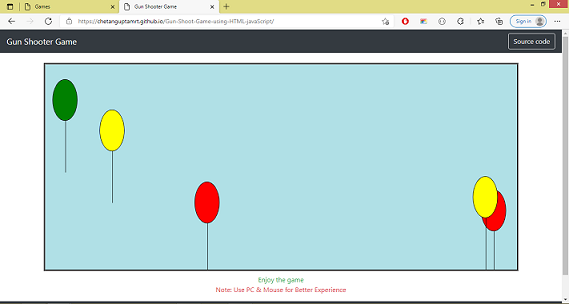 Games
Gun Shooter Game
https://chetanguptamrt.github.io/Gun-Shoot-Game-using-HTML-javaScript/
Sign in
Gun Shooter Game
Source code
Enjoy the game
Note: Use PC & Mouse for Better Experience